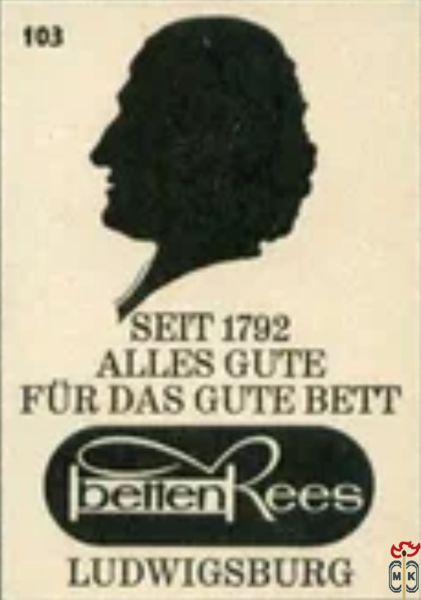 103
SEIT 1792
ALLES GUTE
FÜR DAS GUTE BETT
betten Rees
LUDWIGSBURG
M K